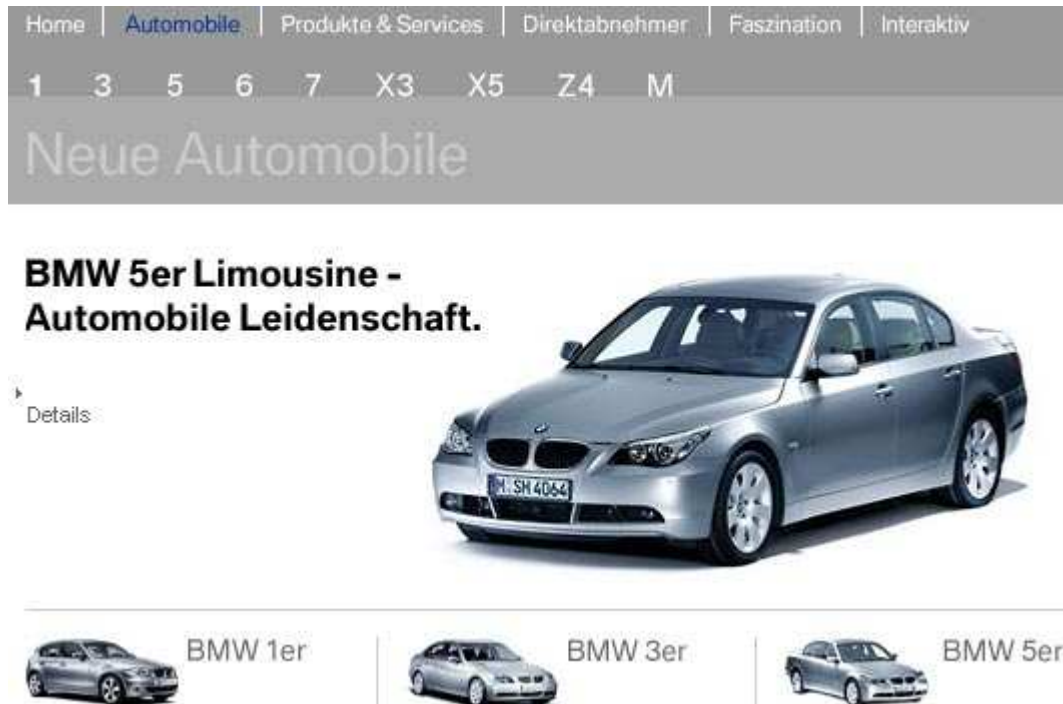 Home | Automobile | Produkte & Services | Direktabnehmer | Faszination | Interaktiv
1 3 5 6 7 X3 X5 Z4 M
Neue Automobile
BMW 5er Limousine -
Automobile Leidenschaft.
Details
M SH 4064
BMW 1er BMW 3er BMW 5er